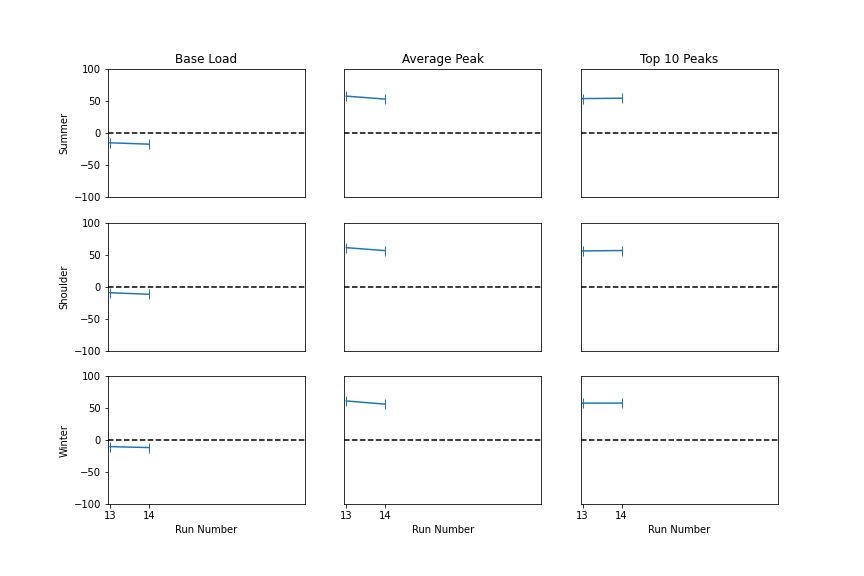 Base Load
Average Peak
Top 10 Peaks
Summer
100
50
0
−50
−100
Shoulder
100
50
0
−50
−100
Winter
100
50
0
−50
−100
13 14
13 14
13 14
Run Number
Run Number
Run Number